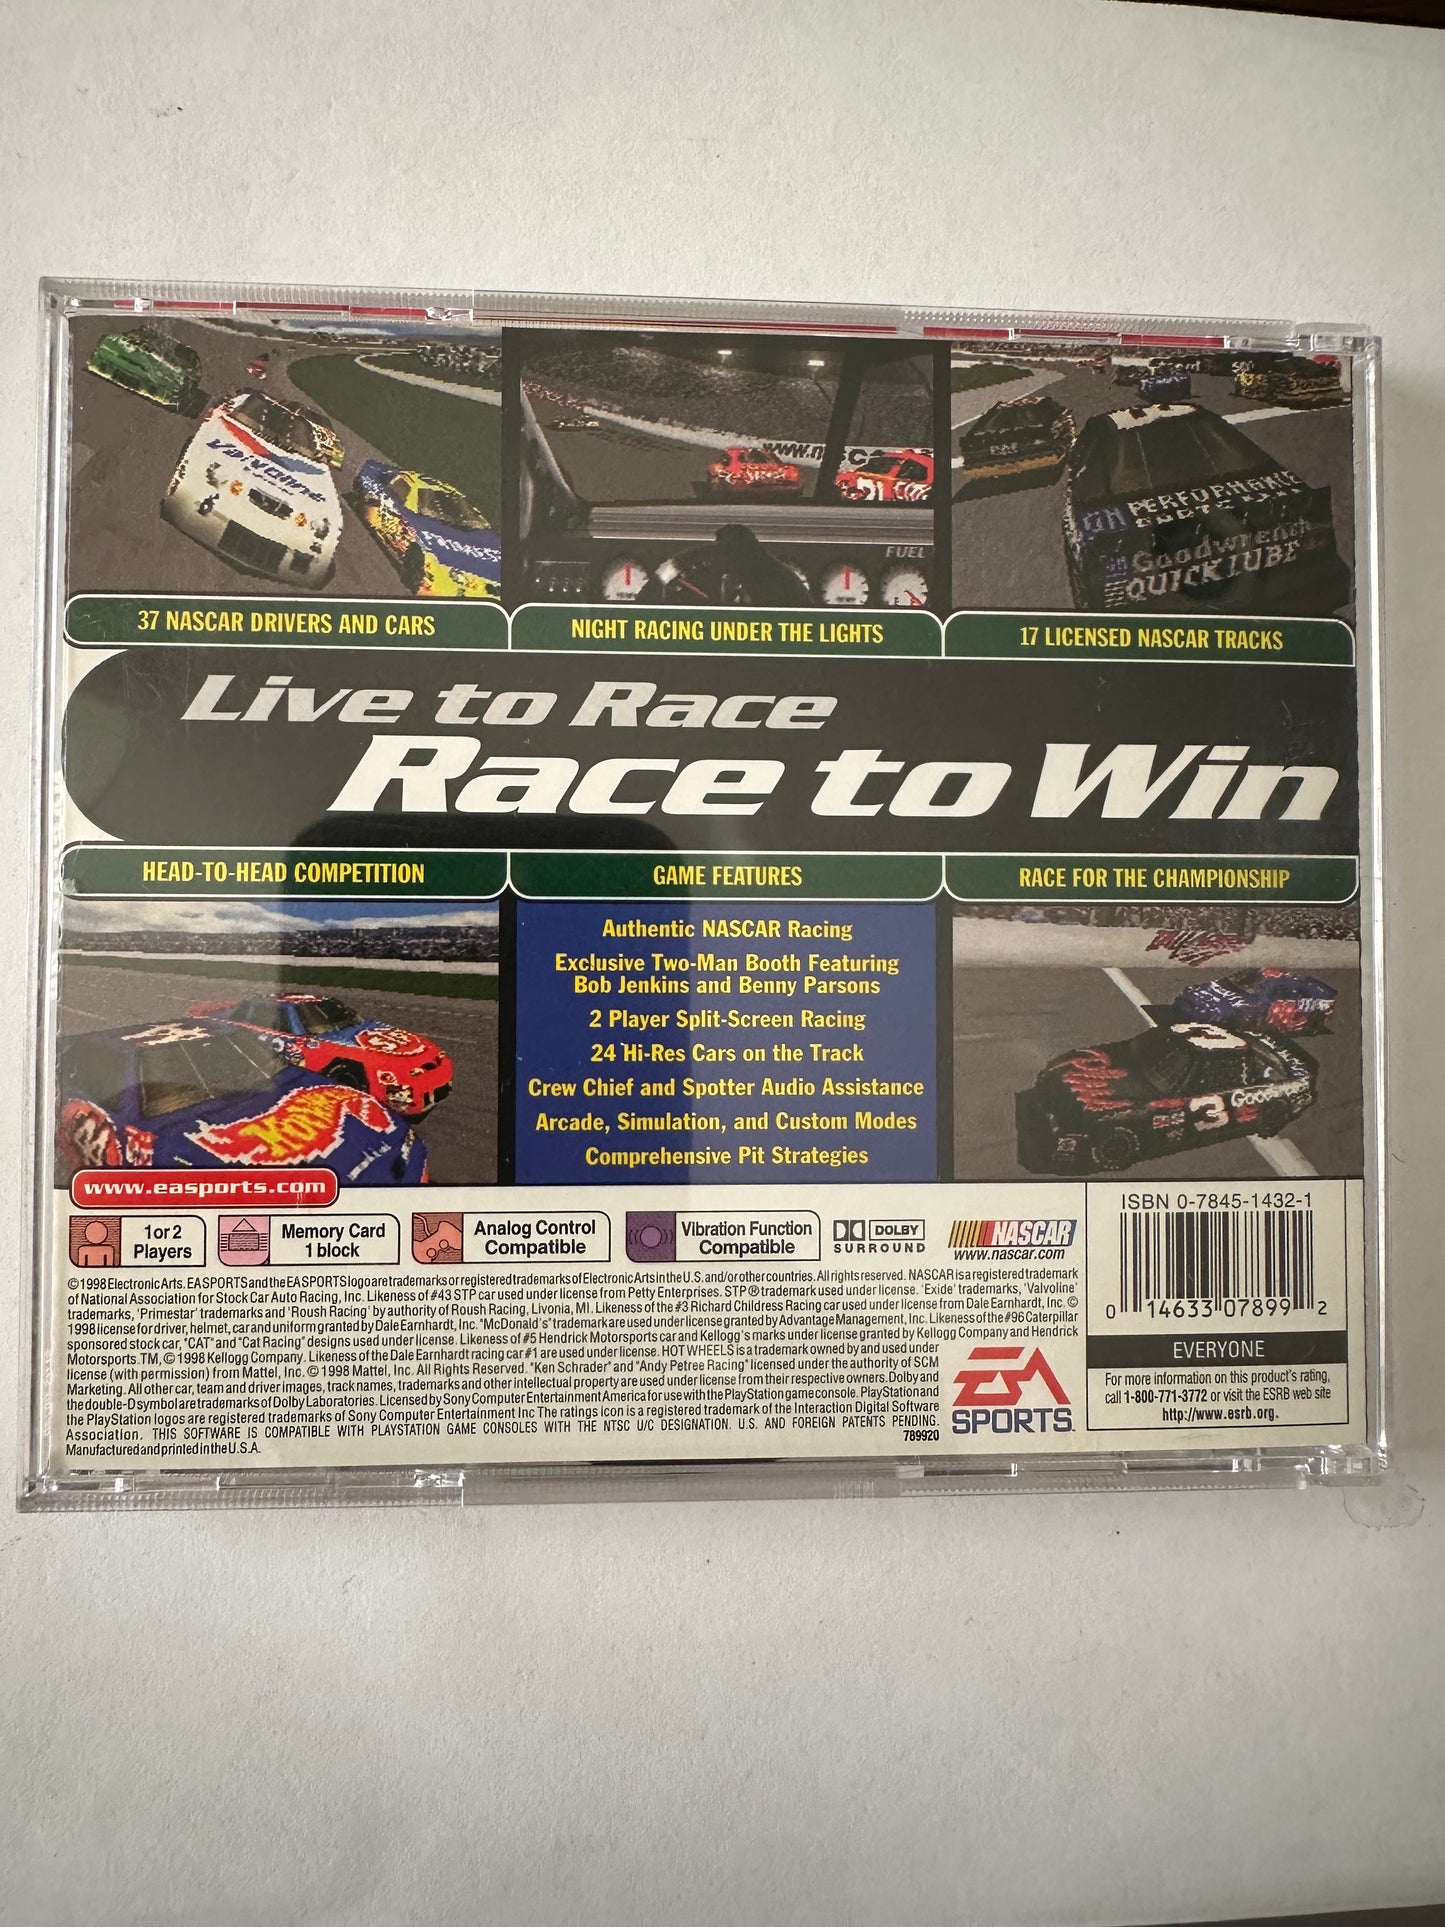 Valvoline
www.nasc
FUEL
GM PERFORMANCE
PARTS
Goodwrench
QUICK LUBE
37 NASCAR DRIVERS AND CARS
NIGHT RACING UNDER THE LIGHTS
17 LICENSED NASCAR TRACKS
Live to Race
Race to Win
HEAD-TO-HEAD COMPETITION
GAME FEATURES
RACE FOR THE CHAMPIONSHIP
Authentic NASCAR Racing
Exclusive Two-Man Booth Featuring
Bob Jenkins and Benny Parsons
2 Player Split-Screen Racing
24 Hi-Res Cars on the Track
Crew Chief and Spotter Audio Assistance
Arcade, Simulation, and Custom Modes
Comprehensive Pit Strategies
STP
Hot
3
www.easports.com
1 or 2
Players
Memory Card
1 block
Analog Control
Compatible
Vibration Function
Compatible
DOLBY
SURROUND
NASCAR
www.nascar.com
ISBN 0-7845-1432-1
0 14633 07899 2
©1998 Electronic Arts. EA SPORTS and the EA SPORTS logo are trademarks or registered trademarks of Electronic Arts in the U.S. and/or other countries. All rights reserved. NASCAR is a registered trademark
of National Association for Stock Car Auto Racing, Inc. Likeness of #43 STP car used under license from Petty Enterprises. STP® trademark used under license. 'Exide' trademarks, 'Valvoline'
trademarks, 'Primestar' trademarks and 'Roush Racing' by authority of Roush Racing, Livonia, MI. Likeness of the #3 Richard Childress Racing car used under license from Dale Earnhardt, Inc. ©
1998 license for driver, helmet, car and uniform granted by Dale Earnhardt, Inc. "McDonald's" trademark are used under license granted by Advantage Management, Inc. Likeness of the #96 Caterpillar
sponsored stock car, "CAT" and "Cat Racing" designs used under license. Likeness of #5 Hendrick Motorsports car and Kellogg's marks under license granted by Kellogg Company and Hendrick
Motorsports.TM, © 1998 Kellogg Company. Likeness of the Dale Earnhardt racing car #1 are used under license. HOT WHEELS is a trademark owned by and used under
license (with permission) from Mattel, Inc. © 1998 Mattel, Inc. All Rights Reserved. "Ken Schrader" and "Andy Petree Racing" licensed under the authority of SCM
Marketing. All other car, team and driver images, track names, trademarks and other intellectual property are used under license from their respective owners. Dolby and
the double-D symbol are trademarks of Dolby Laboratories. Licensed by Sony Computer Entertainment America for use with the PlayStation game console. PlayStation and
the PlayStation logos are registered trademarks of Sony Computer Entertainment Inc The ratings icon is a registered trademark of the Interactive Digital Software
Association. THIS SOFTWARE IS COMPATIBLE WITH PLAYSTATION GAME CONSOLES WITH THE NTSC U/C DESIGNATION. U.S. AND FOREIGN PATENTS PENDING.
Manufactured and printed in the U.S.A.
789920
EA
SPORTS
EVERYONE
For more information on this product's rating,
call 1-800-771-3772 or visit the ESRB web site
http://www.esrb.org.